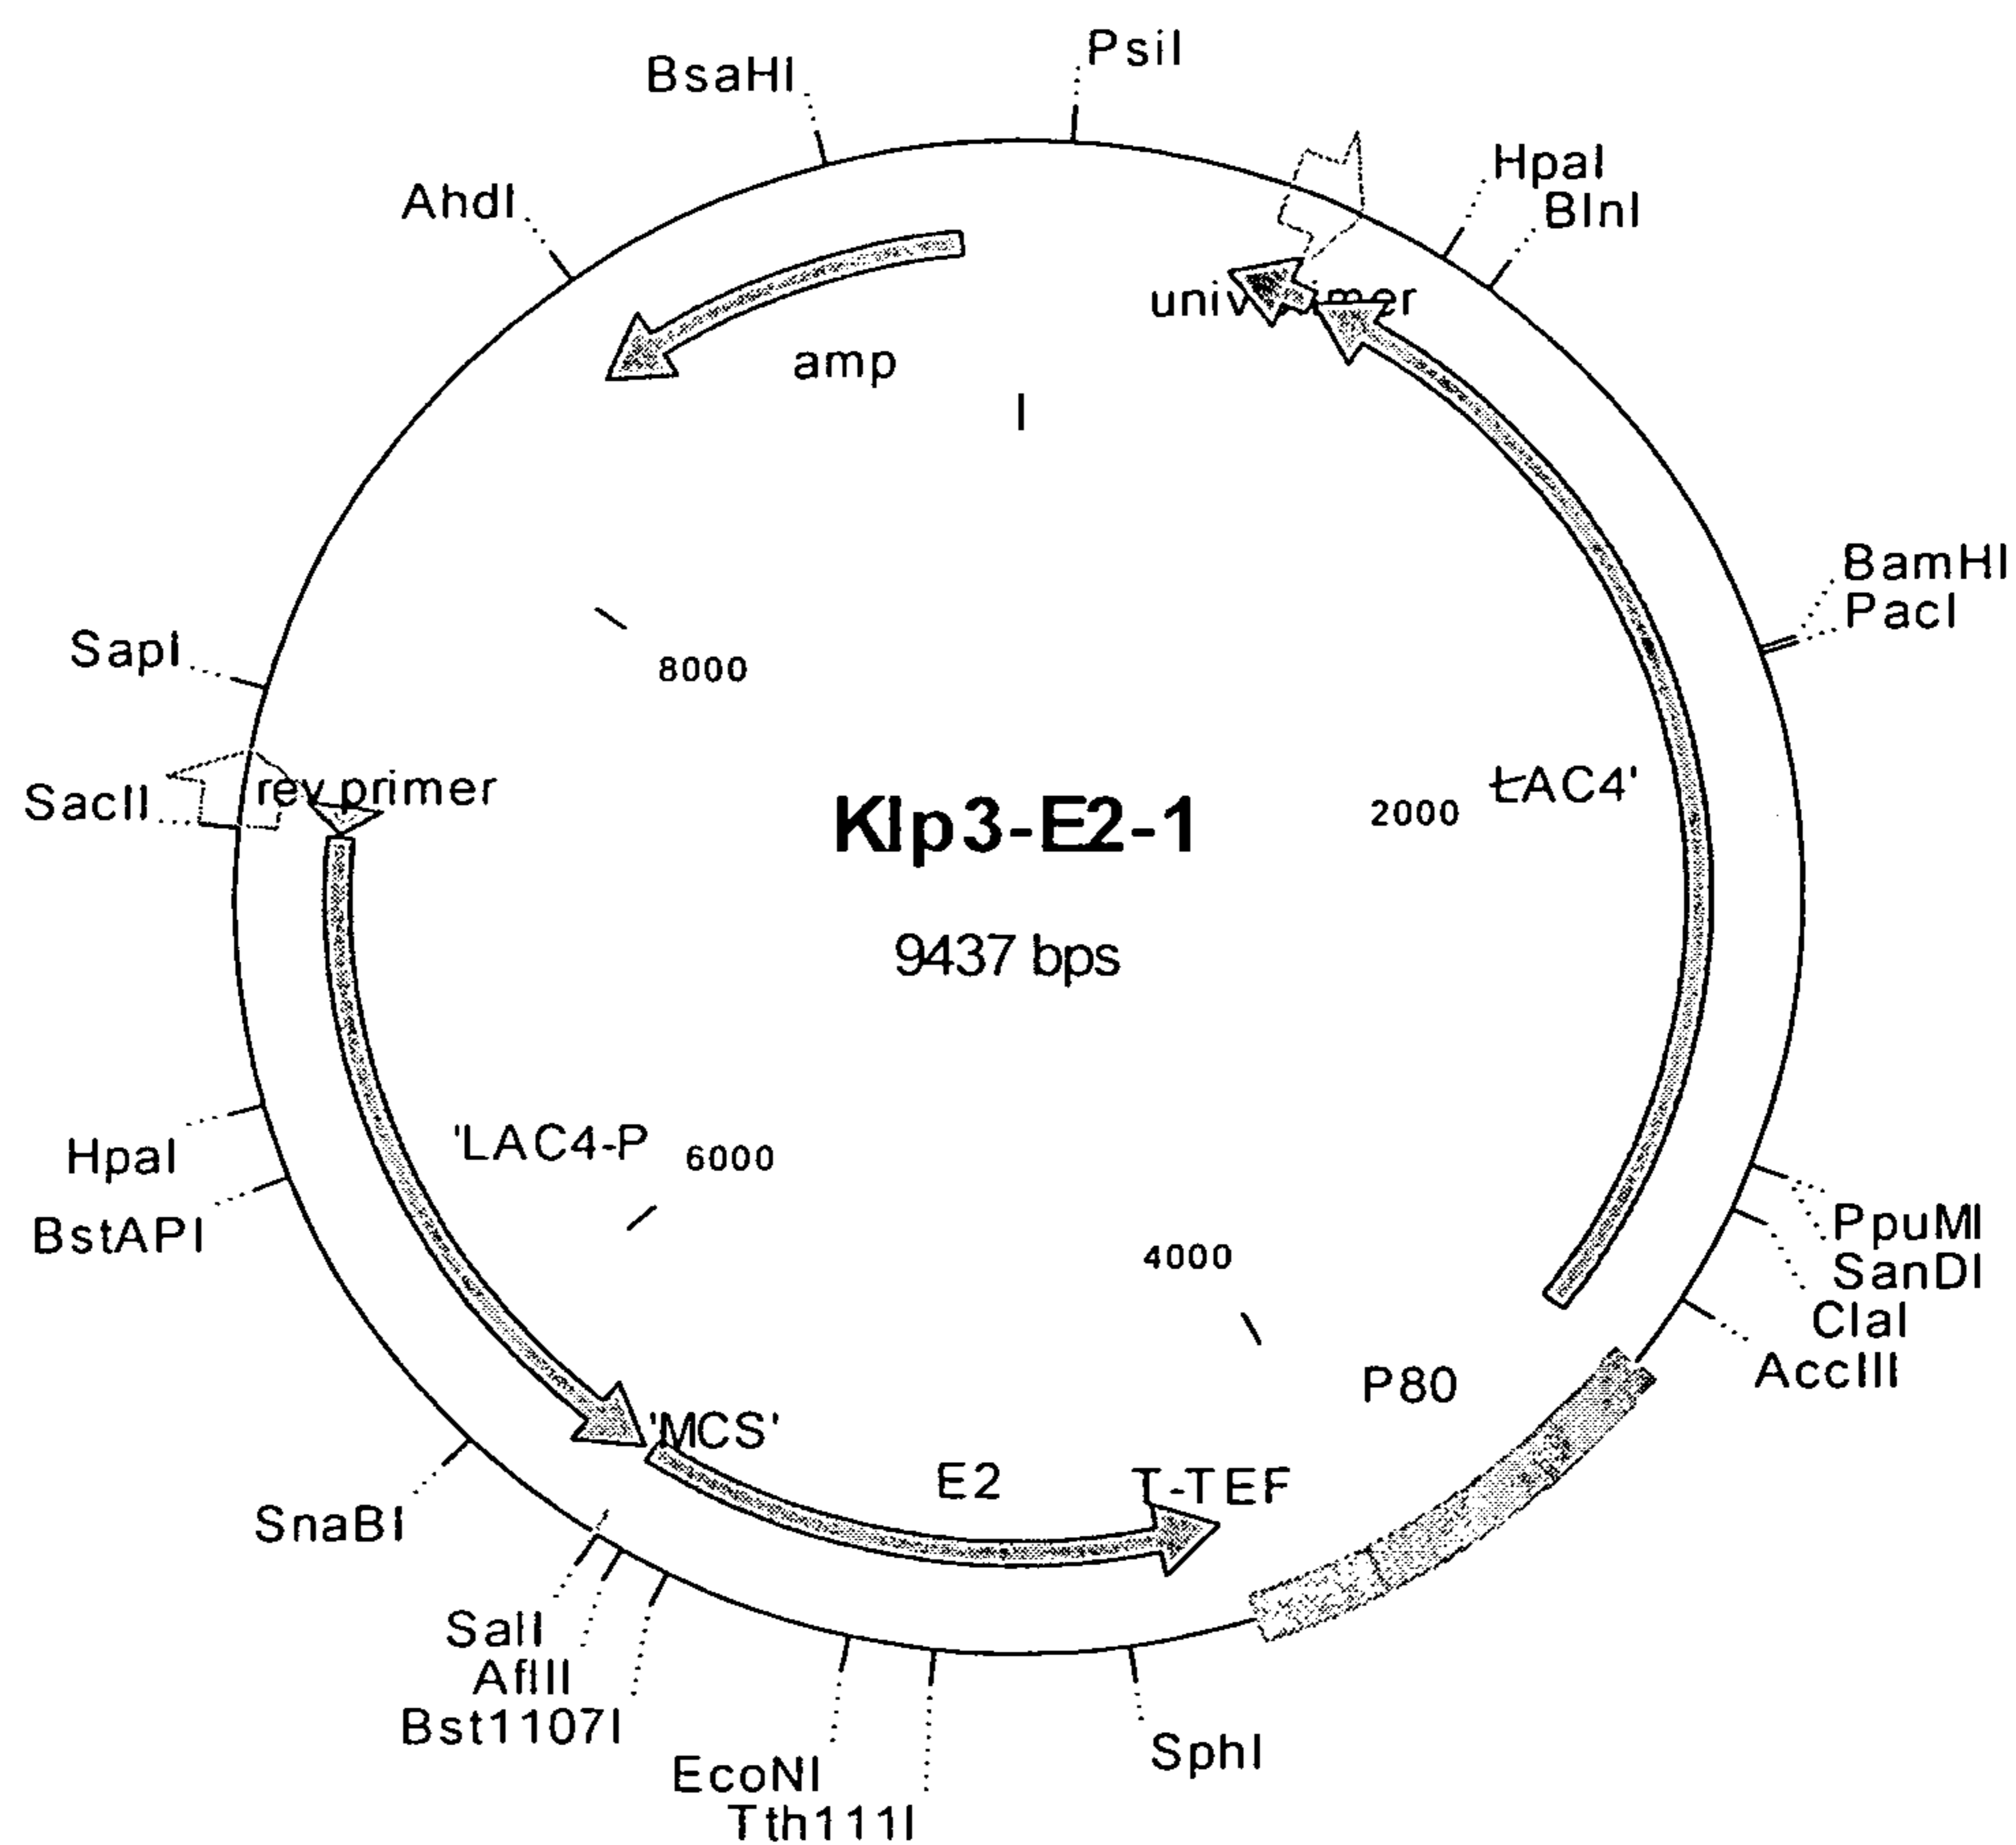 PsiI
BsaHI
HpaI
BlnI
AhdI
univ primer
amp
I
BamHI
PacI
SapI
8000
LAC4'
rev primer
SacII
Klp3-E2-1
2000
9437 bps
'LAC4-P
6000
HpaI
BstAPI
PpuMI
SanDI
ClaI
AccIII
4000
P80
'MCS'
E2
T-TEF
SnaBI
SalI
AflII
Bst1107I
EcoNI
Tth111I
SphI